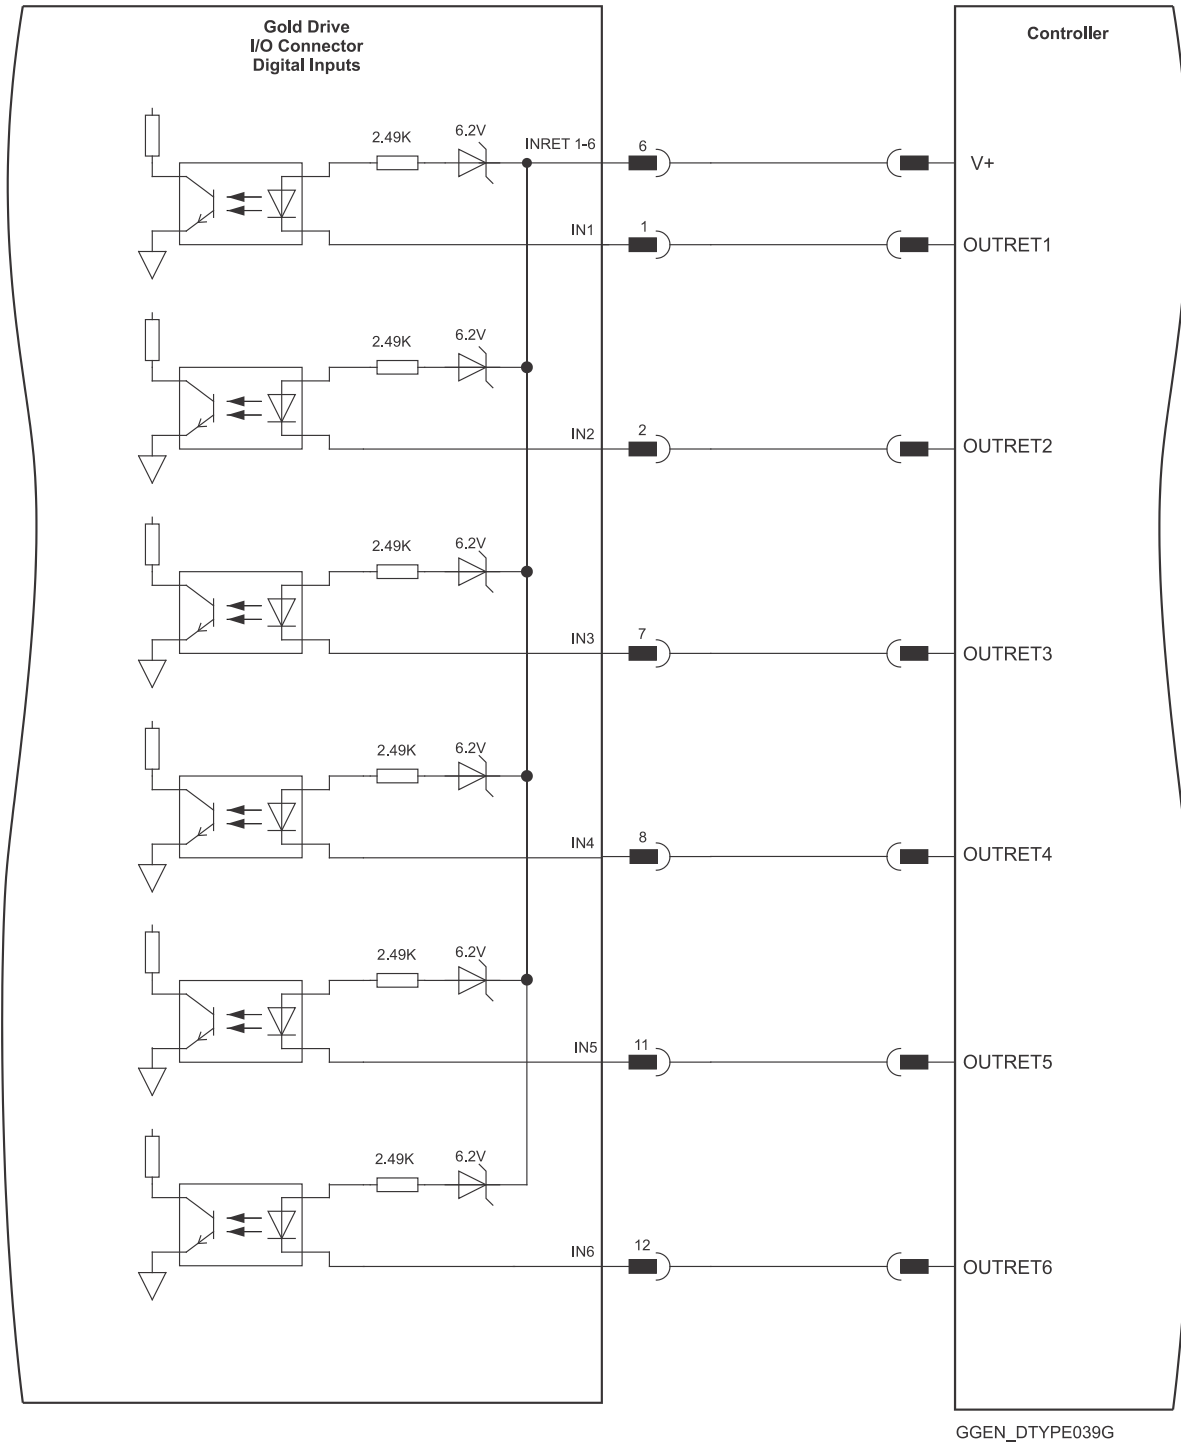 Gold Drive
I/O Connector
Digital Inputs
Controller
2.49K
6.2V
INRET 1-6
6
V+
IN1
1
OUTRET1
2.49K
6.2V
IN2
2
OUTRET2
2.49K
6.2V
IN3
7
OUTRET3
2.49K
6.2V
IN4
8
OUTRET4
2.49K
6.2V
IN5
11
OUTRET5
2.49K
6.2V
IN6
12
OUTRET6
GGEN_DTYPE039G